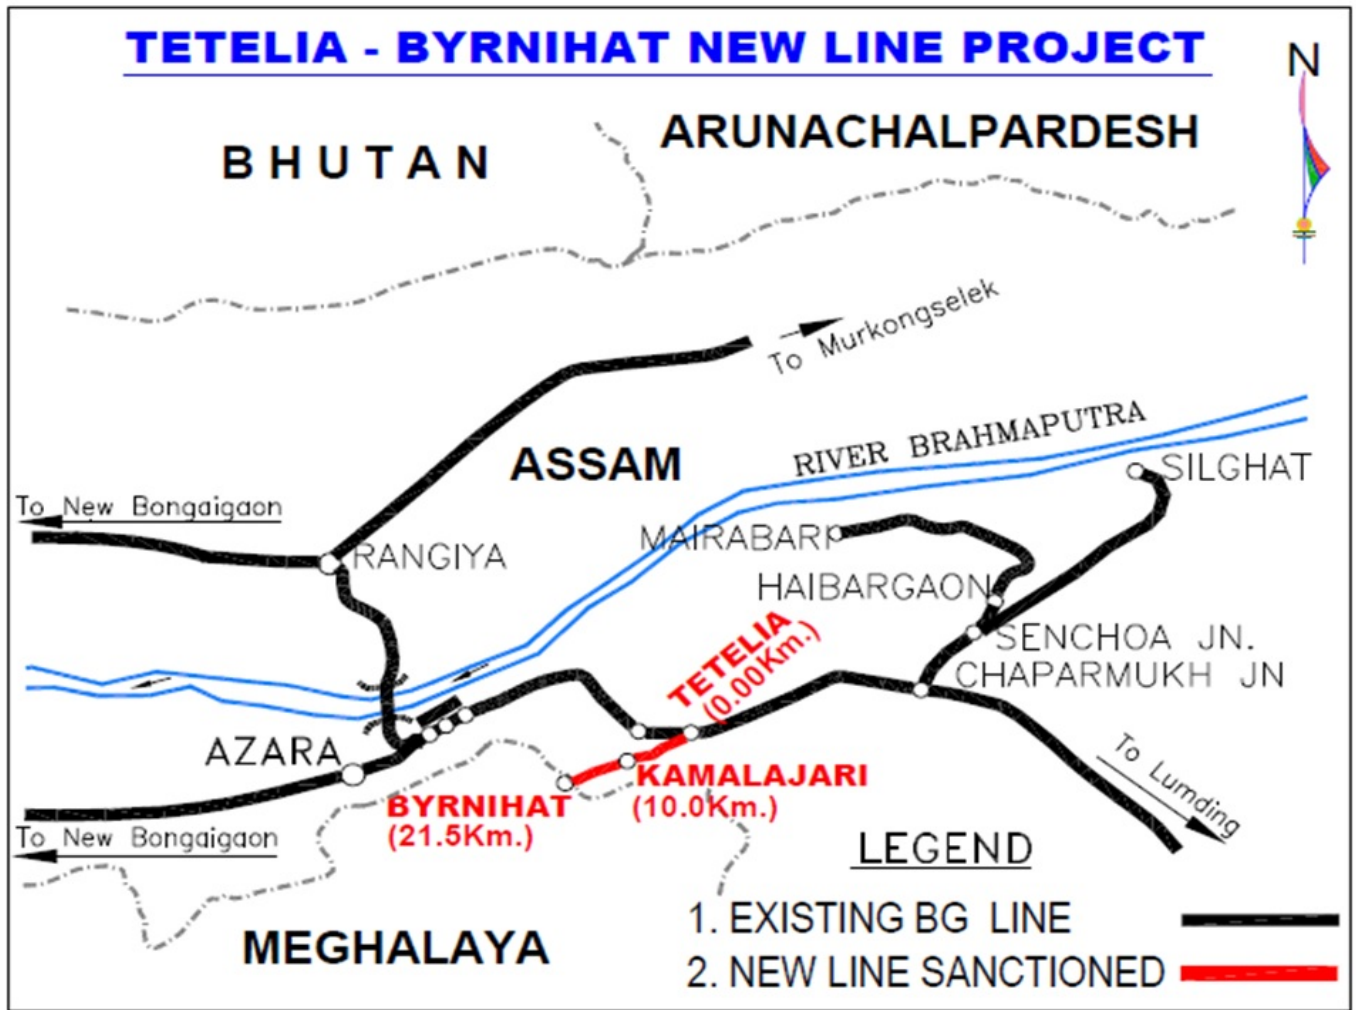 TETELIA - BYRNIHAT NEW LINE PROJECT
N
BHUTAN
ARUNACHALPARDESH
To Murkongselek
ASSAM
RIVER BRAHMAPUTRA
SILGHAT
To New Bongaigaon
RANGIYA
MAIRABARI
HAIBARGAON
SENCHOA JN.
CHAPARMUKH JN
TETELIA
(0.00Km.)
AZARA
KAMALAJARI
(10.0Km.)
BYRNIHAT
(21.5Km.)
To New Bongaigaon
To Lumding
MEGHALAYA
LEGEND
1. EXISTING BG LINE
2. NEW LINE SANCTIONED